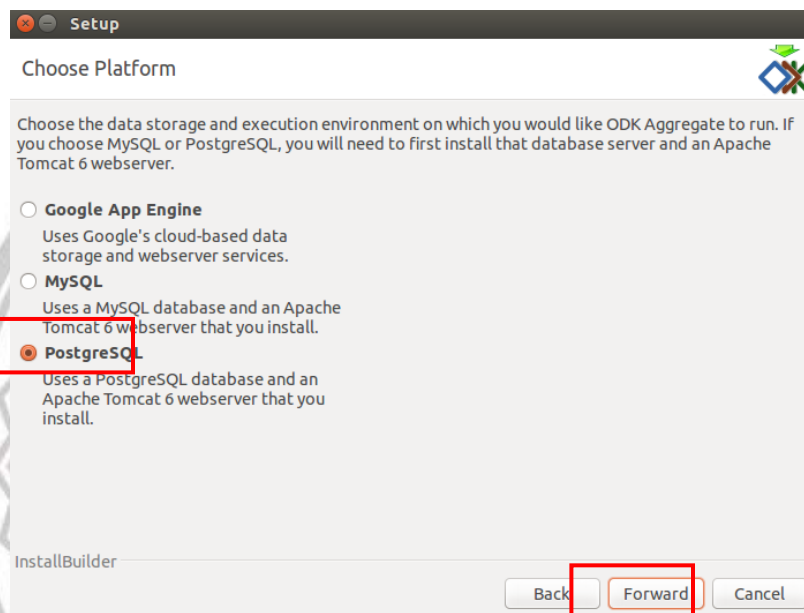 Setup
Choose Platform
Choose the data storage and execution environment on which you would like ODK Aggregate to run. If
you choose MySQL or PostgreSQL, you will need to first install that database server and an Apache
Tomcat 6 webserver.
Google App Engine
Uses Google's cloud-based data
storage and webserver services.
MySQL
Uses a MySQL database and an Apache
Tomcat 6 webserver that you install.
PostgreSQL
Uses a PostgreSQL database and an
Apache Tomcat 6 webserver that you
install.
InstallBuilder
Back Forward Cancel